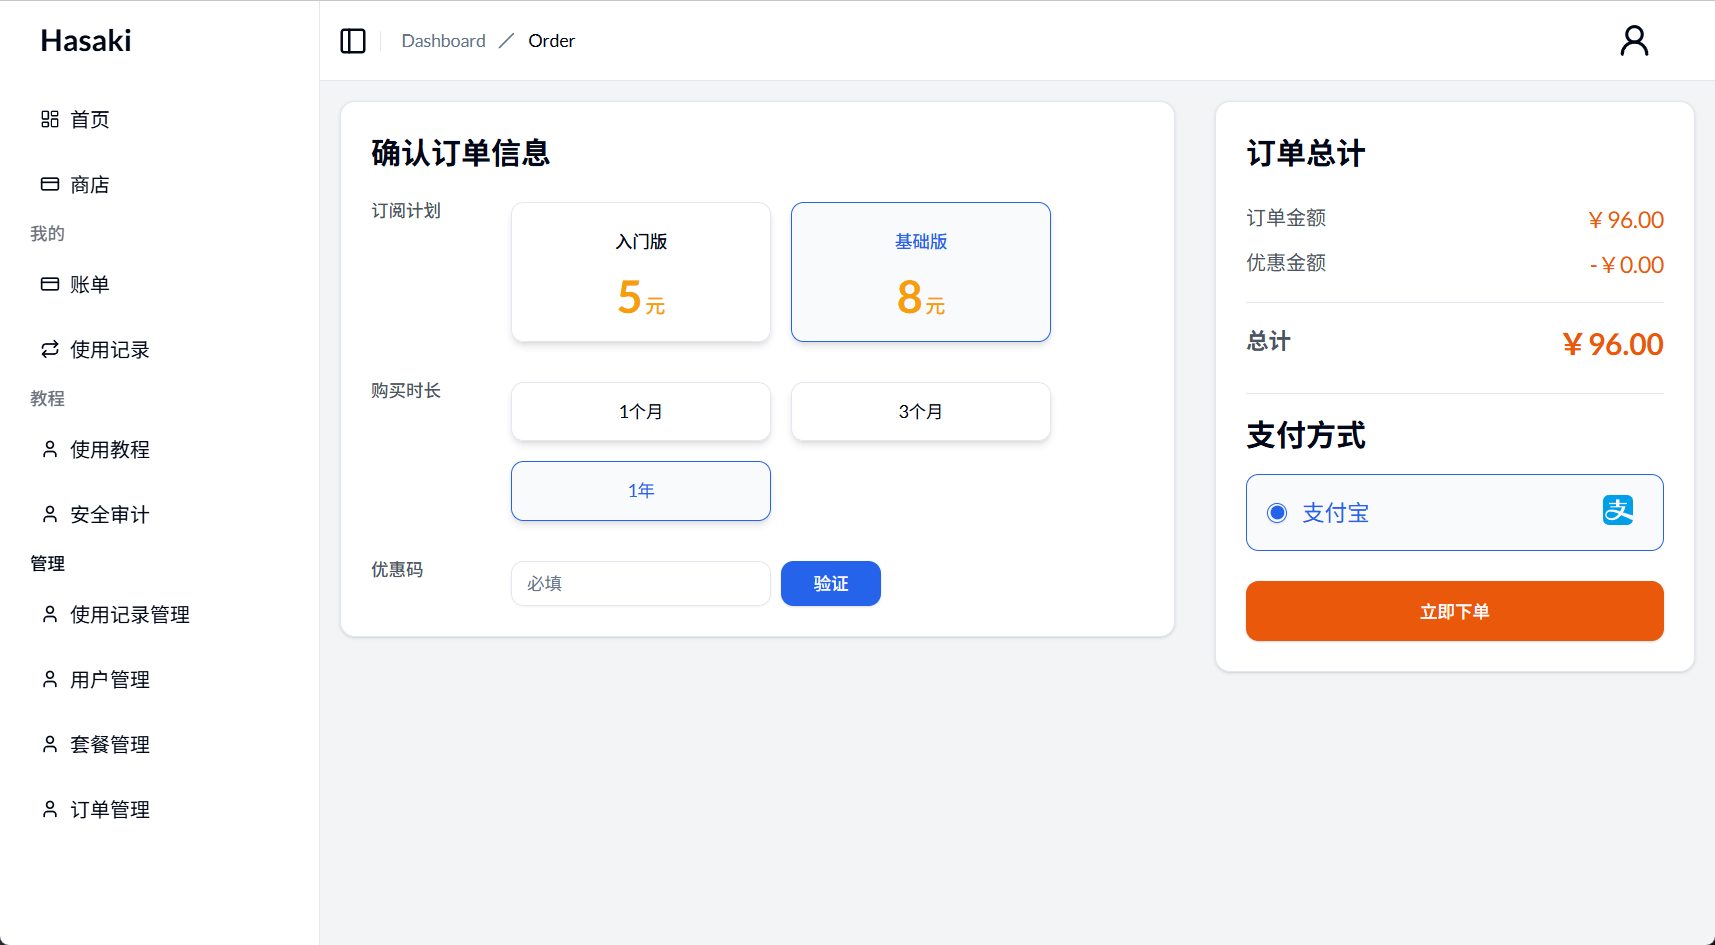 Hasaki
首页
商店
我的
账单
使用记录
教程
使用教程
安全审计
管理
使用记录管理
用户管理
套餐管理
订单管理
Dashboard / Order
确认订单信息
订阅计划
入门版
5元
基础版
8元
购买时长
1个月
3个月
1年
优惠码
必填
验证
订单总计
订单金额 ¥96.00
优惠金额 -¥0.00
总计 ¥96.00
支付方式
支付宝
支
立即下单